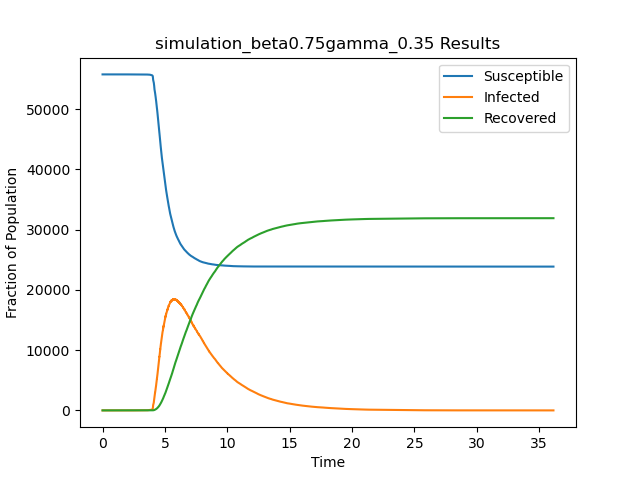 simulation_beta0.75gamma_0.35 Results
Susceptible
Infected
Recovered
Fraction of Population
50000
40000
30000
20000
10000
0
0 5 10 15 20 25 30 35
Time